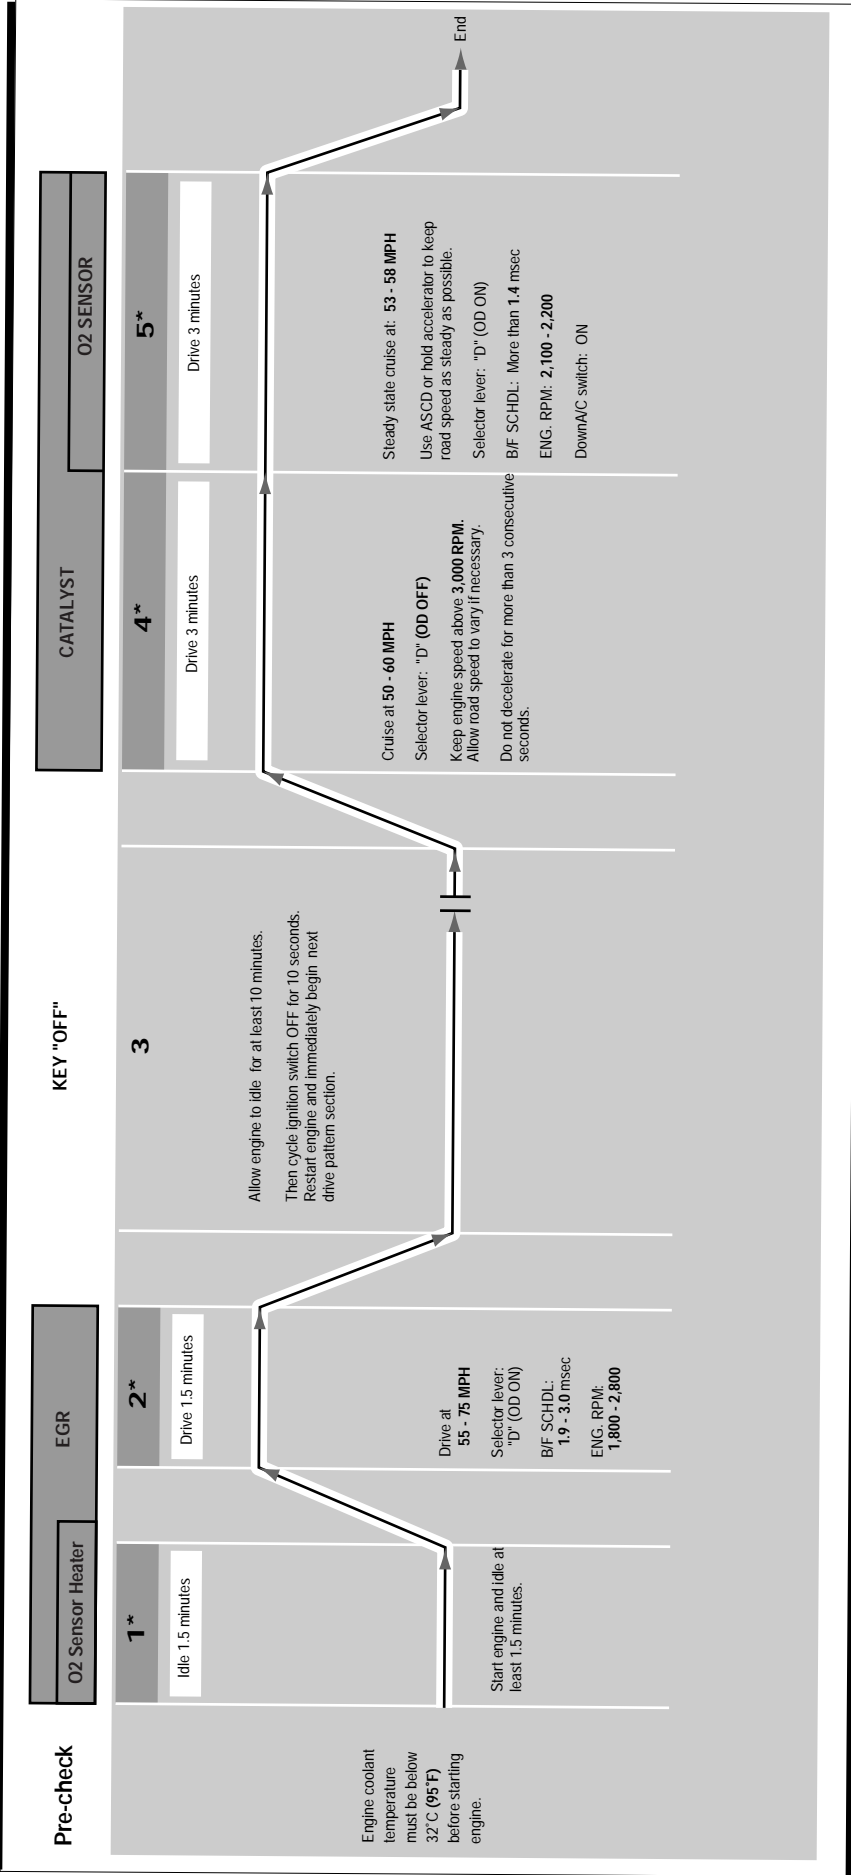 Pre-check
KEY "OFF"
EGR
O2 Sensor Heater
CATALYST
O2 SENSOR
Engine coolant
temperature
must be below
32˚C (95˚F)
before starting
engine.
1*
Idle 1.5 minutes
Start engine and idle at
least 1.5 minutes.
2*
Drive 1.5 minutes
Drive at
55 - 75 MPH
Selector lever:
"D" (OD ON)
B/F SCHDL:
1.9 - 3.0 msec
ENG. RPM:
1,800 - 2,800
3
Allow engine to idle for at least 10 minutes.
Then cycle ignition switch OFF for 10 seconds.
Restart engine and immediately begin next
drive pattern section.
4*
Drive 3 minutes
Cruise at 50 - 60 MPH
Selector lever: "D" (OD OFF)
Keep engine speed above 3,000 RPM.
Allow road speed to vary if necessary.
Do not decelerate for more than 3 consecutive
seconds.
5*
Drive 3 minutes
Steady state cruise at: 53 - 58 MPH
Use ASCD or hold accelerator to keep
road speed as steady as possible.
Selector lever: "D" (OD ON)
B/F SCHDL: More than 1.4 msec
ENG. RPM: 2,100 - 2,200
DownA/C switch: ON
End